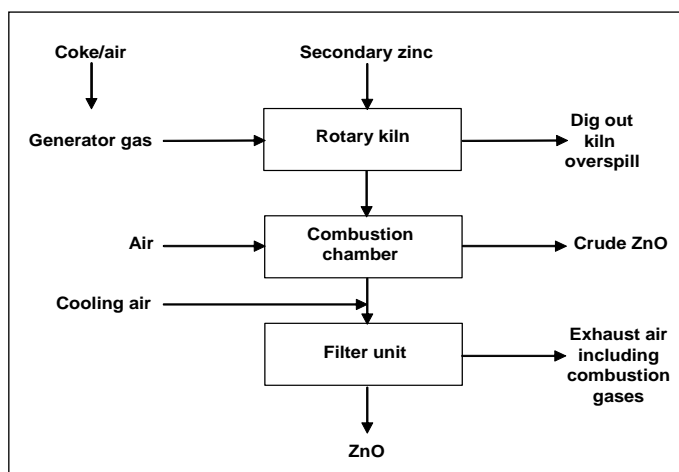 Coke/air
Secondary zinc
Generator gas
Rotary kiln
Dig out
kiln
overspill
Air
Combustion
chamber
Crude ZnO
Cooling air
Filter unit
Exhaust air
including
combustion
gases
ZnO